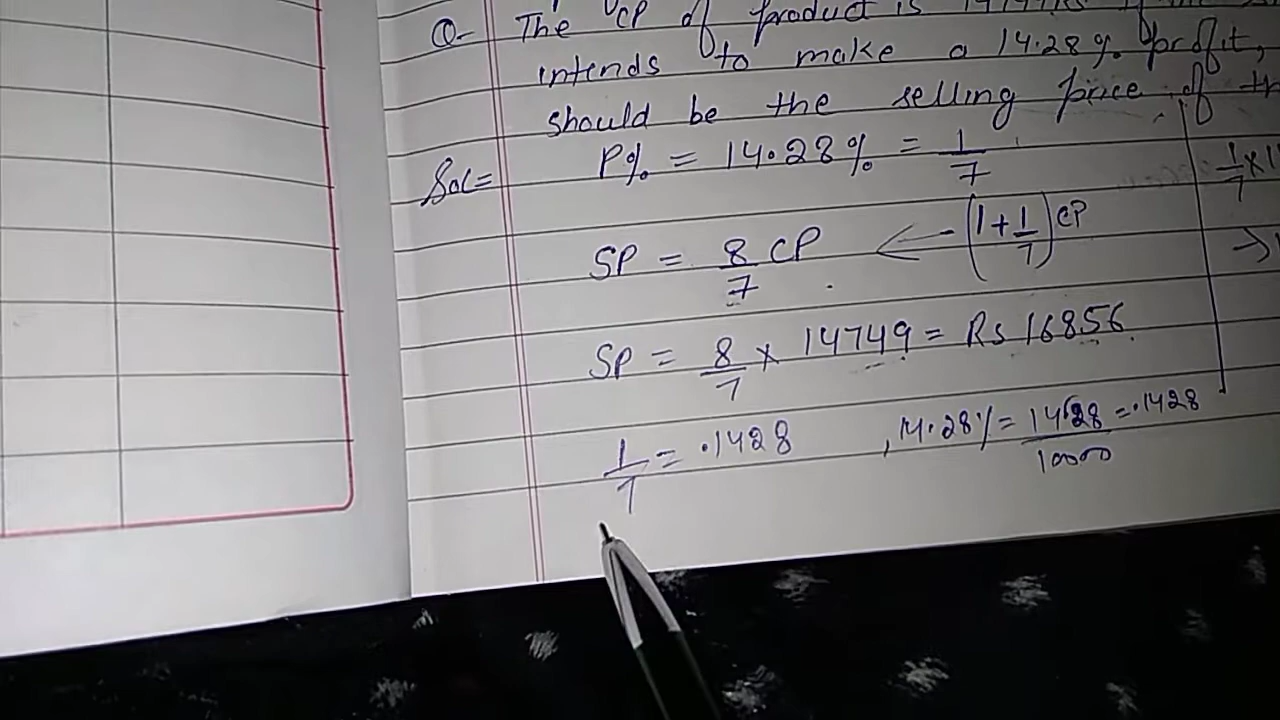 Q- The CP of product is
intends to make a 14.28% profit,
should be the selling price of
Sol= P% = 14.28% = 1/7
SP = 8/7 CP ← (1+1/7) CP
SP = 8/7 × 14749 = Rs 16856
1/7 = .1428 , 14.28% = 1428/10000 = .1428